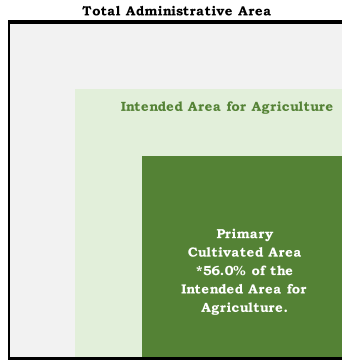 Total Administrative Area
Intended Area for Agriculture
Primary
Cultivated Area
*56.0% of the
Intended Area for
Agriculture.